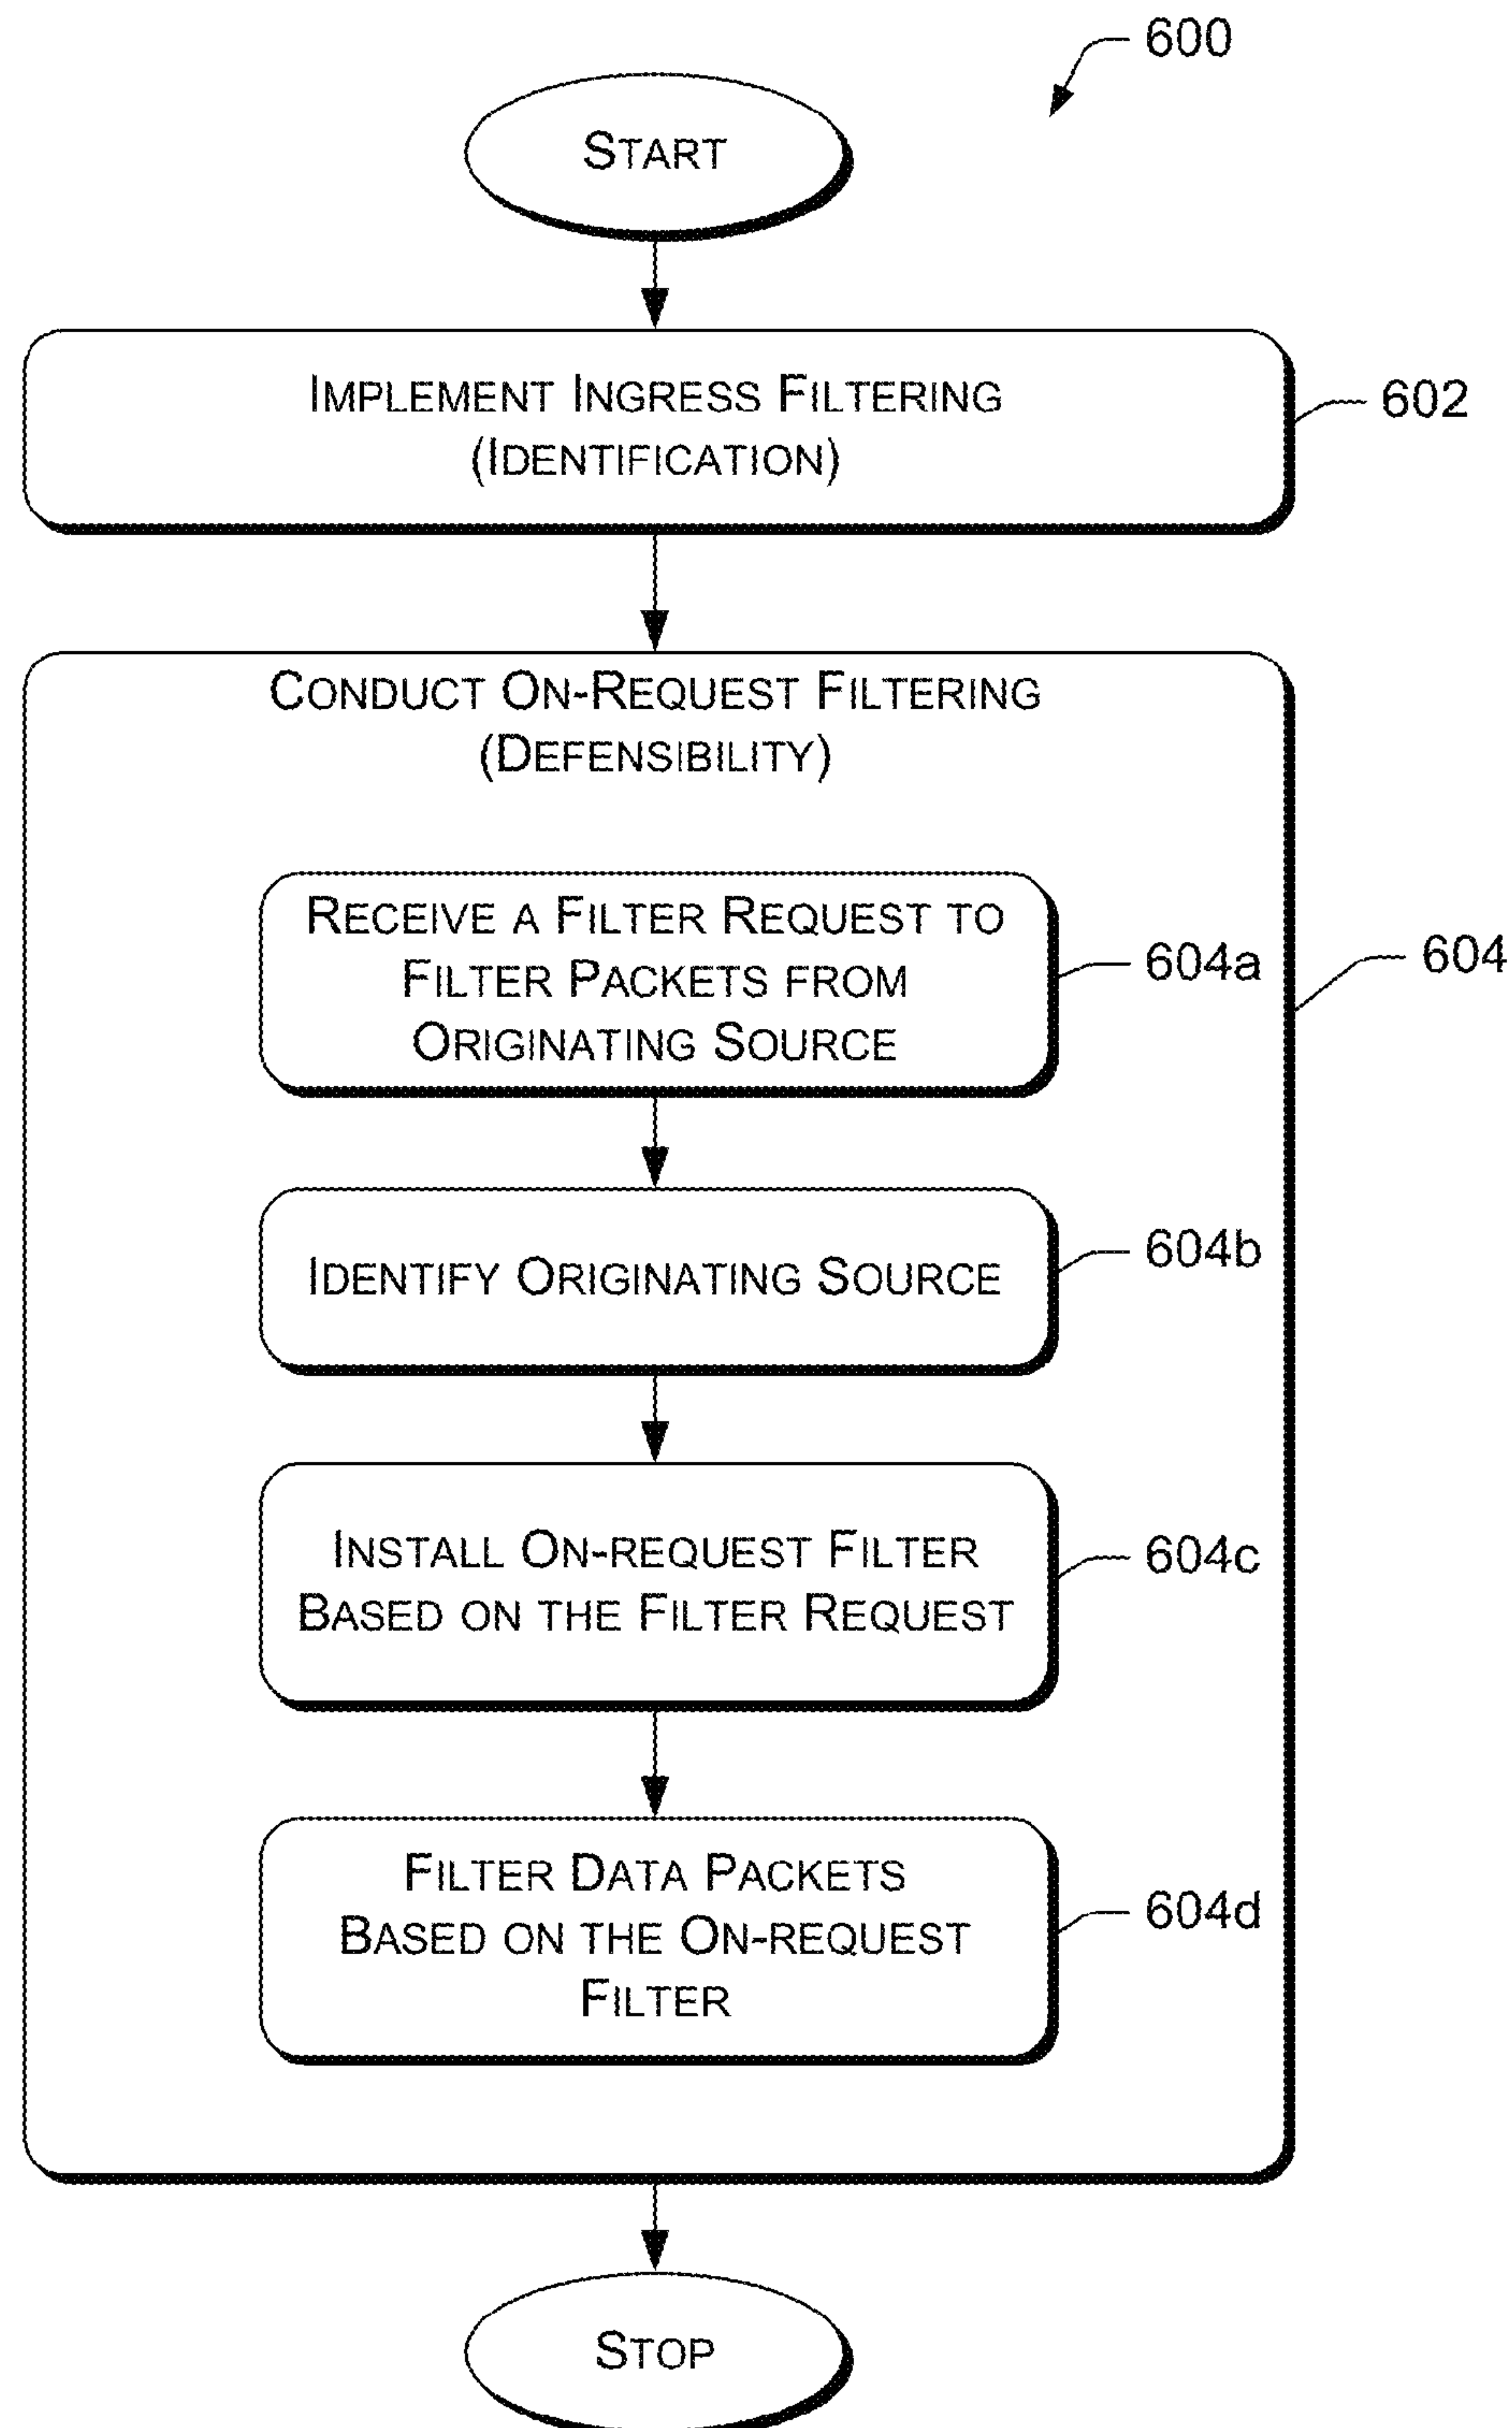 600
START
IMPLEMENT INGRESS FILTERING
(IDENTIFICATION)
602
CONDUCT ON-REQUEST FILTERING
(DEFENSIBILITY)
RECEIVE A FILTER REQUEST TO
FILTER PACKETS FROM
ORIGINATING SOURCE
604a
604
IDENTIFY ORIGINATING SOURCE
604b
INSTALL ON-REQUEST FILTER
BASED ON THE FILTER REQUEST
604c
FILTER DATA PACKETS
BASED ON THE ON-REQUEST
FILTER
604d
STOP